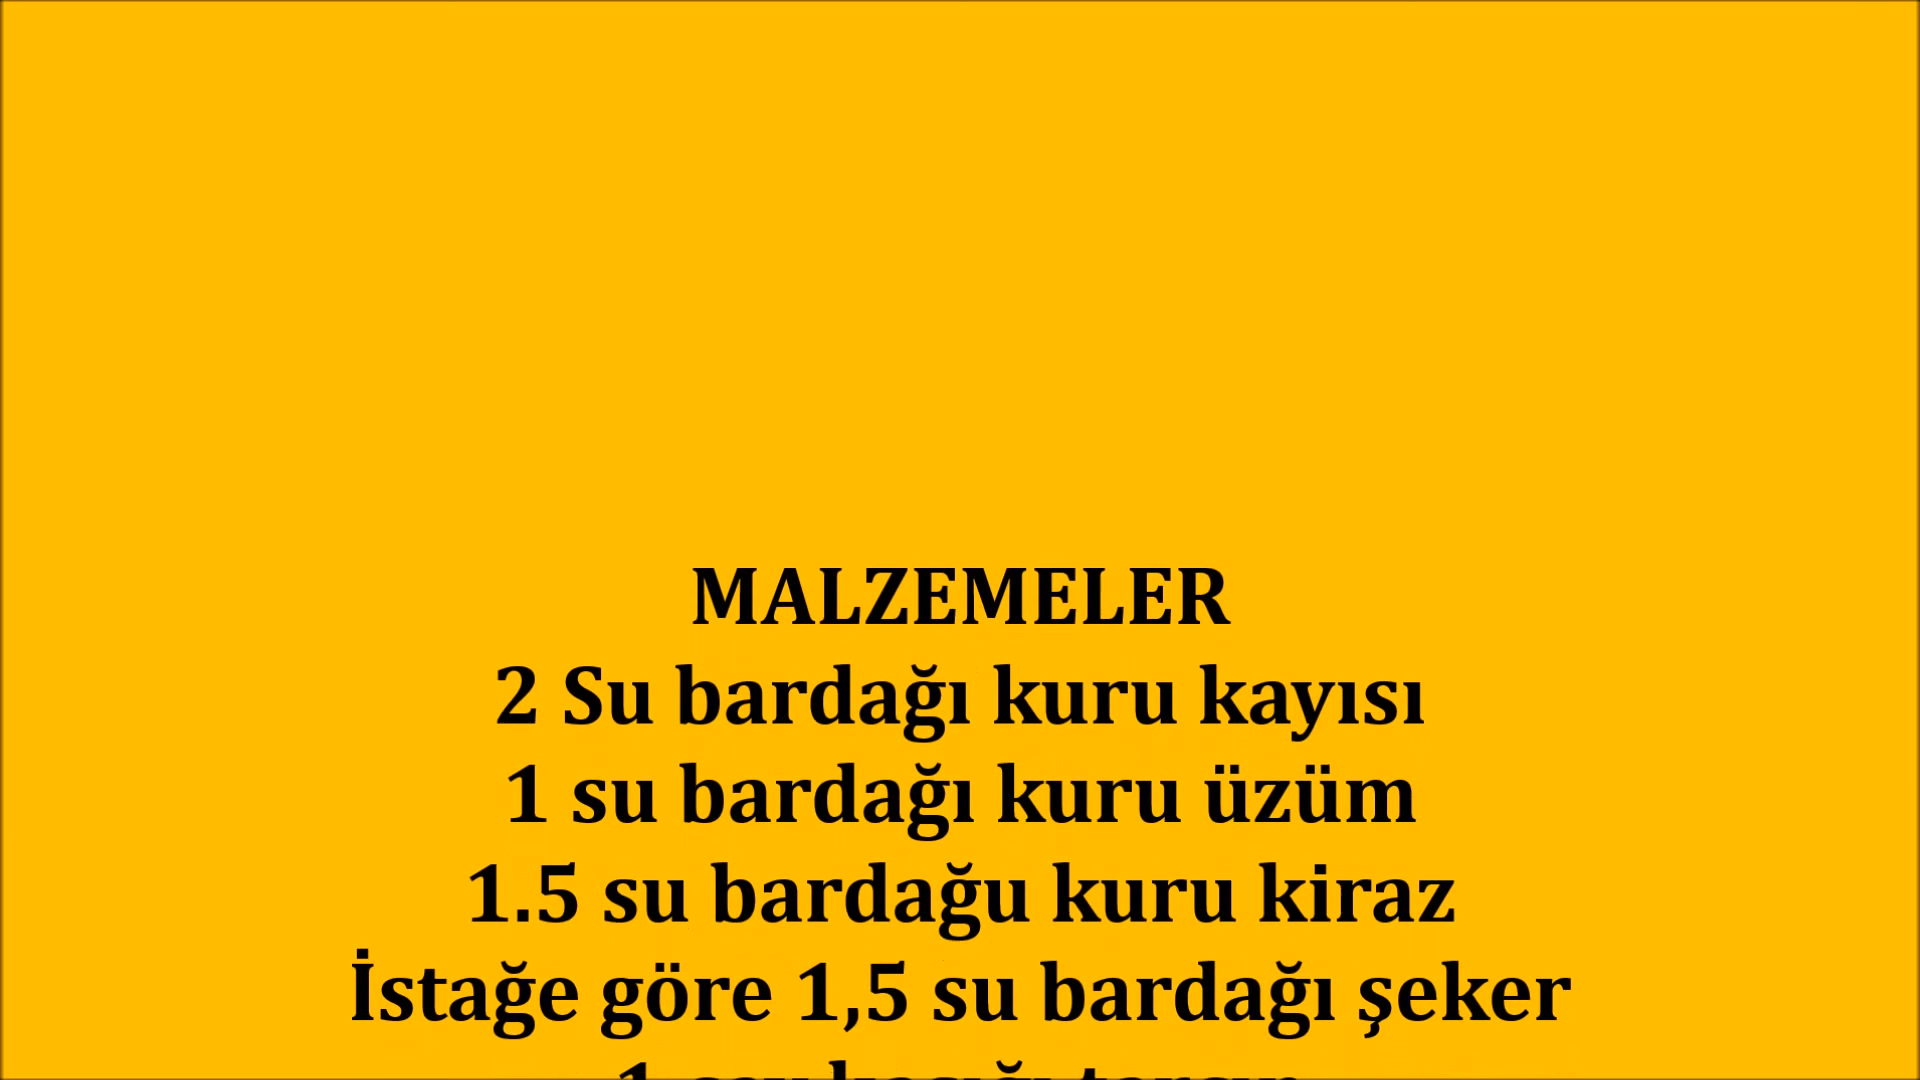 MALZEMELER
2 Su bardağı kuru kayısı
1 su bardağı kuru üzüm
1.5 su bardağu kuru kiraz
İstağe göre 1,5 su bardağı şeker